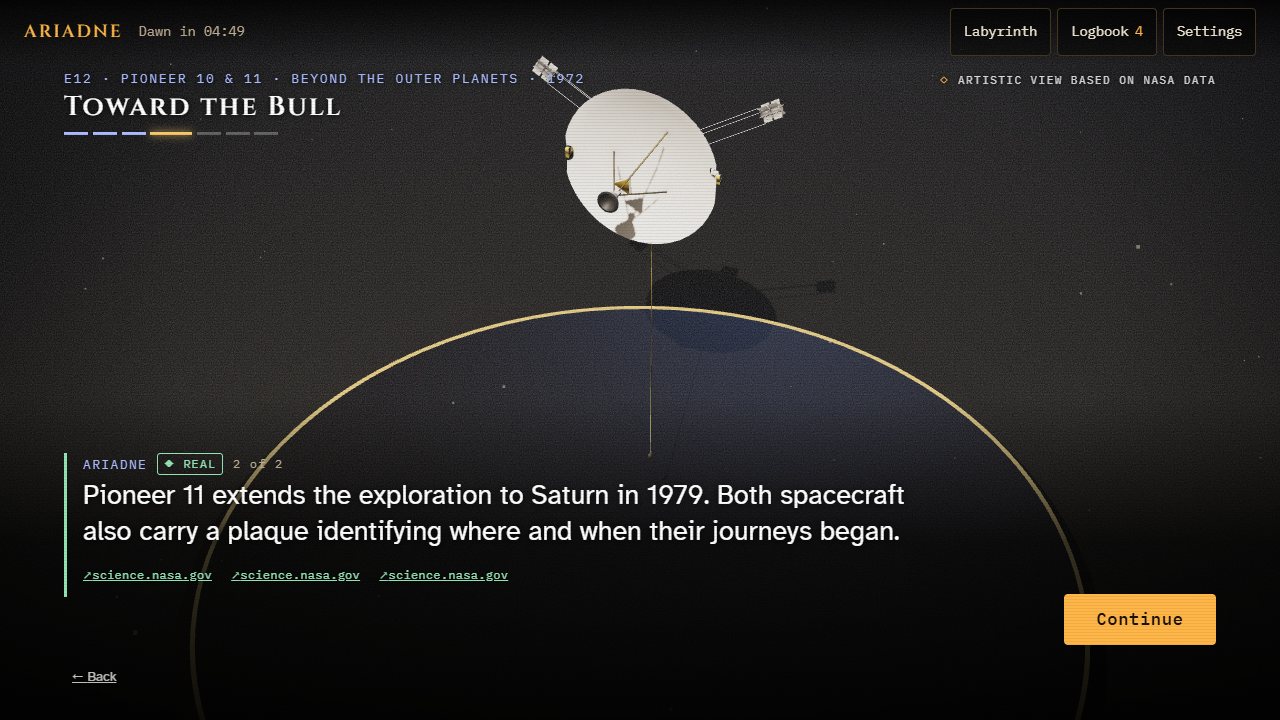 ARIADNE Dawn in 04:49
Labyrinth Logbook 4 Settings
E12 · PIONEER 10 & 11 · BEYOND THE OUTER PLANETS · 1972
◇ ARTISTIC VIEW BASED ON NASA DATA
TOWARD THE BULL
ARIADNE ◆ REAL 2 of 2
Pioneer 11 extends the exploration to Saturn in 1979. Both spacecraft
also carry a plaque identifying where and when their journeys began.
↗science.nasa.gov ↗science.nasa.gov ↗science.nasa.gov
Continue
← Back